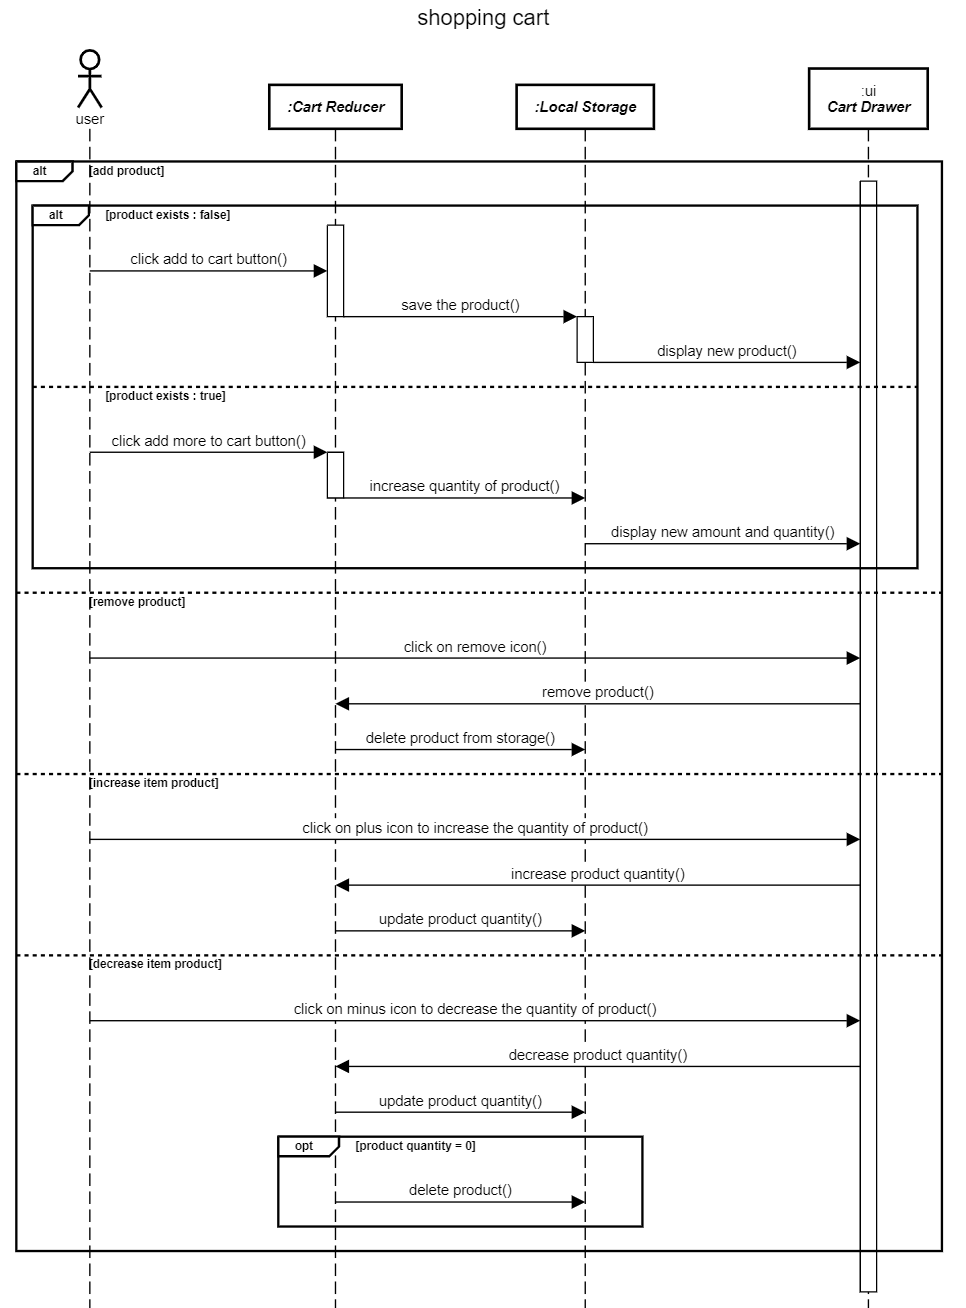 shopping cart
user
:Cart Reducer
:Local Storage
:ui
Cart Drawer
alt
[add product]
alt
[product exists : false]
click add to cart button()
save the product()
display new product()
[product exists : true]
click add more to cart button()
increase quantity of product()
display new amount and quantity()
[remove product]
click on remove icon()
remove product()
delete product from storage()
[increase item product]
click on plus icon to increase the quantity of product()
increase product quantity()
update product quantity()
[decrease item product]
click on minus icon to decrease the quantity of product()
decrease product quantity()
update product quantity()
opt
[product quantity = 0]
delete product()